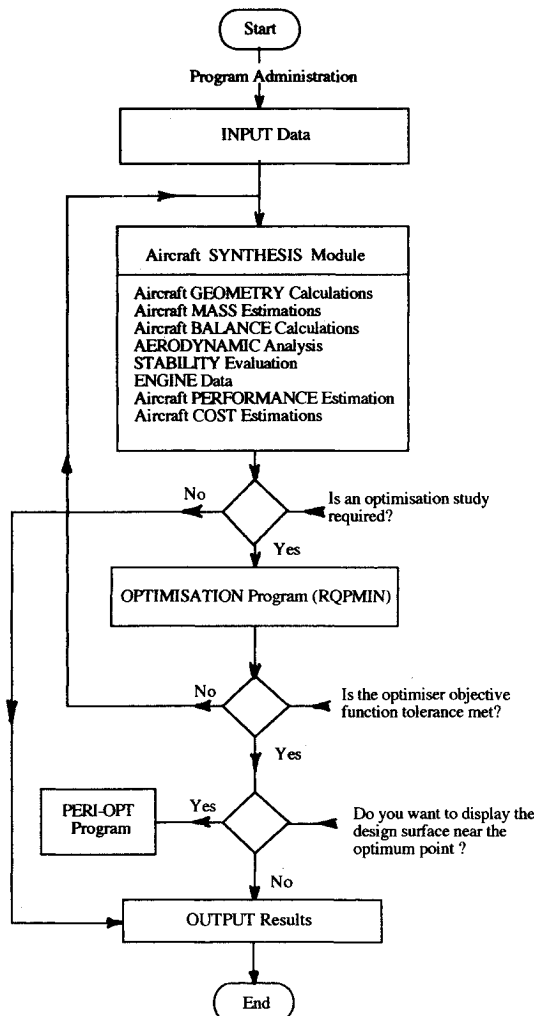 Start
Program Administration
INPUT Data
Aircraft SYNTHESIS Module
Aircraft GEOMETRY Calculations
Aircraft MASS Estimations
Aircraft BALANCE Calculations
AERODYNAMIC Analysis
STABILITY Evaluation
ENGINE Data
Aircraft PERFORMANCE Estimation
Aircraft COST Estimations
No
Is an optimisation study
required?
Yes
OPTIMISATION Program (RQPMIN)
No
Is the optimiser objective
function tolerance met?
Yes
PERI-OPT
Program
Yes
Do you want to display the
design surface near the
optimum point ?
No
OUTPUT Results
End